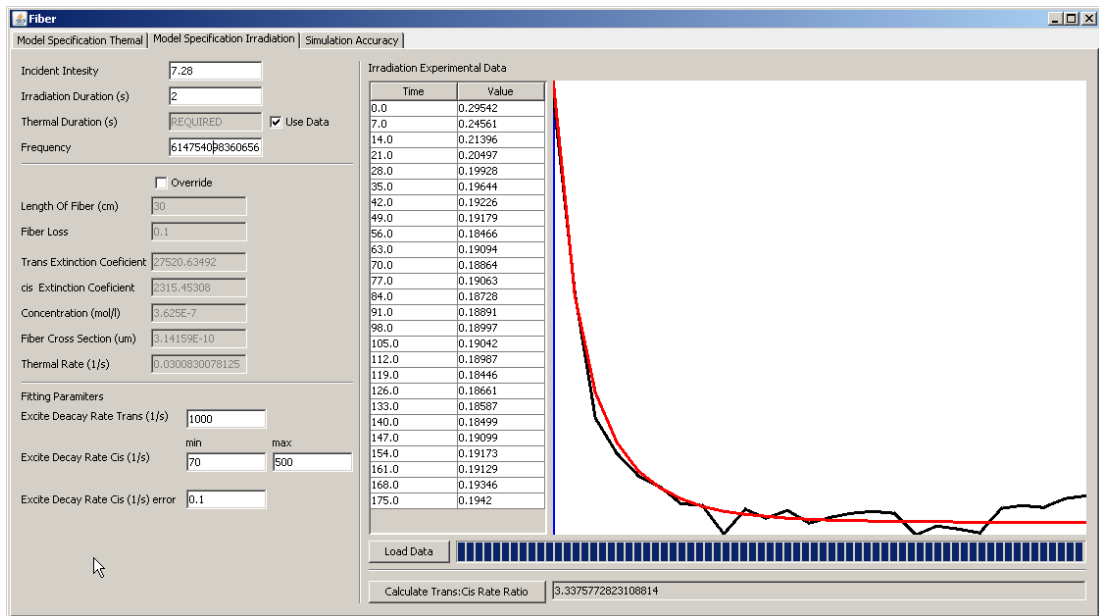 Fiber
Model Specification Themal Model Specification Irradiation Simulation Accuracy
Incident Intesity 7.28
Irradiation Duration (s) 2
Thermal Duration (s) REQUIRED Use Data
Frequency 614754098360656
Override
Length Of Fiber (cm) 30
Fiber Loss 0.1
Trans Extinction Coeficient 27520.63492
cis Extinction Coeficient 2315.45308
Concentration (mol/l) 3.625E-7
Fiber Cross Section (um) 3.14159E-10
Thermal Rate (1/s) 0.0300830078125
Fitting Paramiters
Excite Deacay Rate Trans (1/s) 1000
min max
Excite Decay Rate Cis (1/s) 70 500
Excite Decay Rate Cis (1/s) error 0.1
Irradiation Experimental Data
Time Value
0.0 0.29542
7.0 0.24561
14.0 0.21396
21.0 0.20497
28.0 0.19928
35.0 0.19644
42.0 0.19226
49.0 0.19179
56.0 0.18466
63.0 0.19094
70.0 0.18864
77.0 0.19063
84.0 0.18728
91.0 0.18891
98.0 0.18997
105.0 0.19042
112.0 0.18987
119.0 0.18446
126.0 0.18661
133.0 0.18587
140.0 0.18499
147.0 0.19099
154.0 0.19173
161.0 0.19129
168.0 0.19346
175.0 0.1942
Load Data
Calculate Trans:Cis Rate Ratio 3.3375772823108814